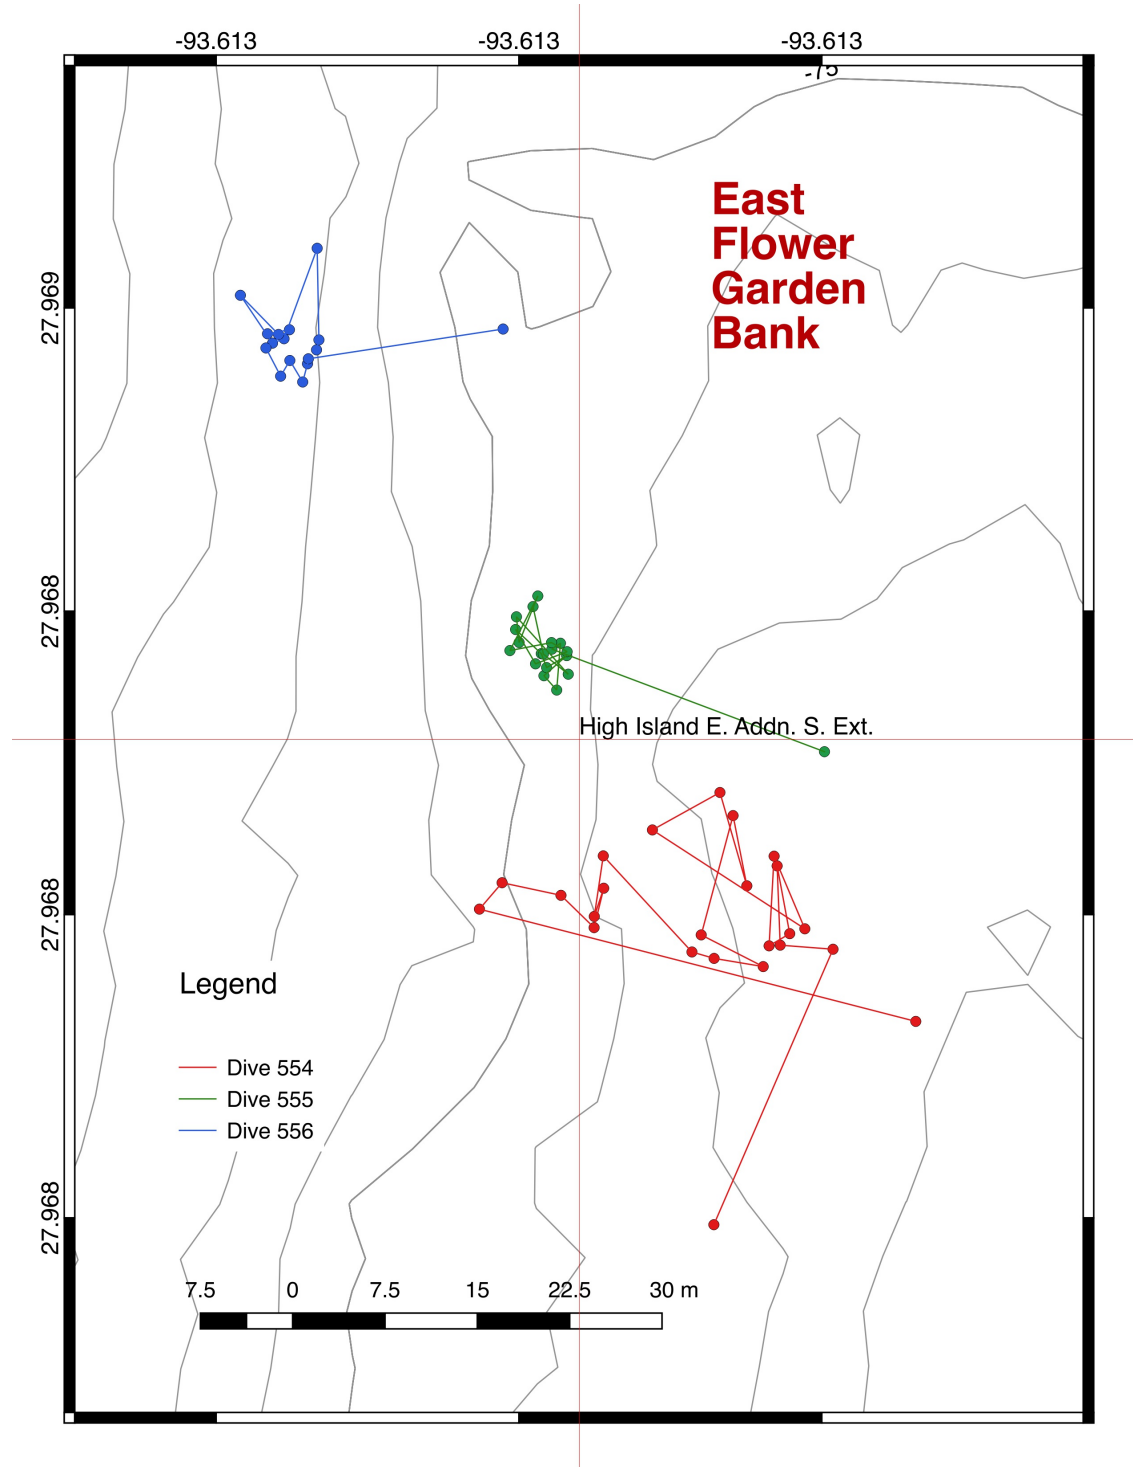 -93.613 -93.613 -93.613
-75
East
Flower
Garden
Bank
27.969
27.968
High Island E. Addn. S. Ext.
27.968
Legend
Dive 554
Dive 555
Dive 556
27.968
7.5 0 7.5 15 22.5 30 m